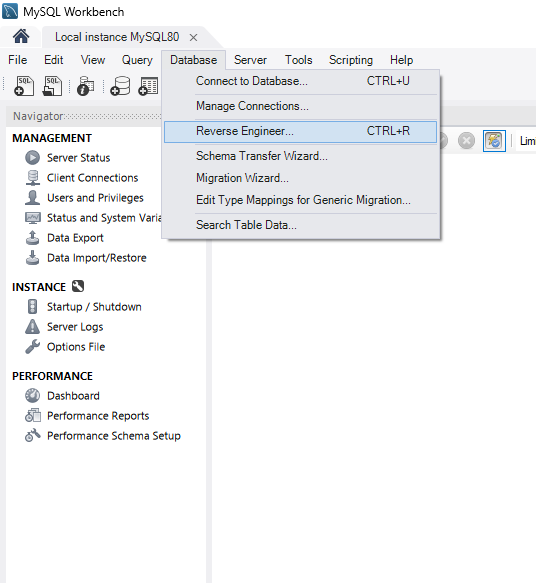 MySQL Workbench
Local instance MySQL80
File Edit View Query Database Server Tools Scripting Help
SQL SQL
Connect to Database... CTRL+U
Manage Connections...
Reverse Engineer... CTRL+R
Schema Transfer Wizard...
Migration Wizard...
Edit Type Mappings for Generic Migration...
Search Table Data...
Lim
Navigator
MANAGEMENT
Server Status
Client Connections
Users and Privileges
Status and System Varia
Data Export
Data Import/Restore
INSTANCE
Startup / Shutdown
Server Logs
Options File
PERFORMANCE
Dashboard
Performance Reports
Performance Schema Setup